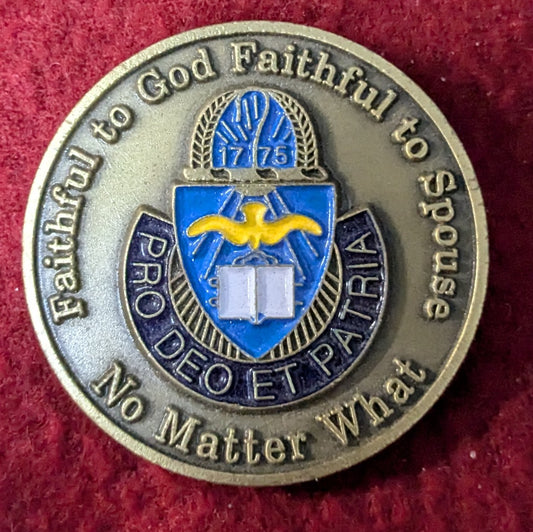 Faithful to God Faithful to Spouse
1775
PRO DEO ET PATRIA
No Matter What